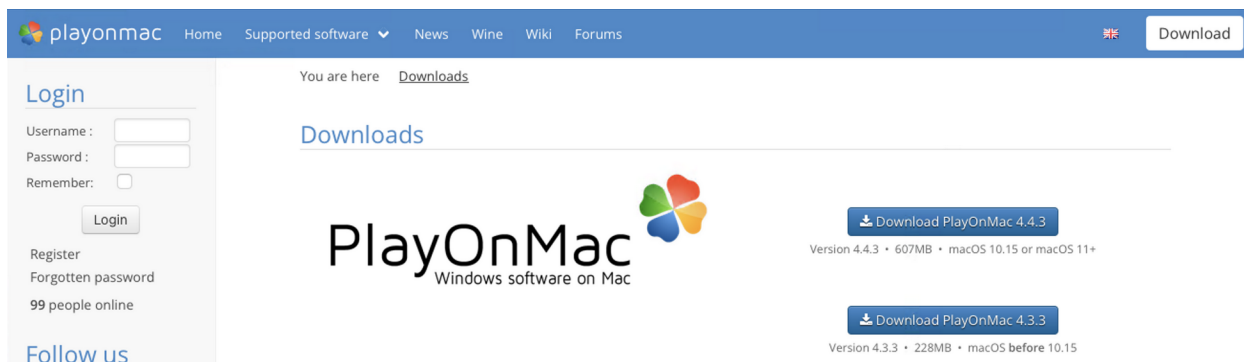 playonmac Home Supported software News Wine Wiki Forums Download
Login
Username :
Password :
Remember:
Login
Register
Forgotten password
99 people online
Follow us
You are here Downloads
Downloads
PlayOnMac
Windows software on Mac
Download PlayOnMac 4.4.3
Version 4.4.3 • 607MB • macOS 10.15 or macOS 11+
Download PlayOnMac 4.3.3
Version 4.3.3 • 228MB • macOS before 10.15